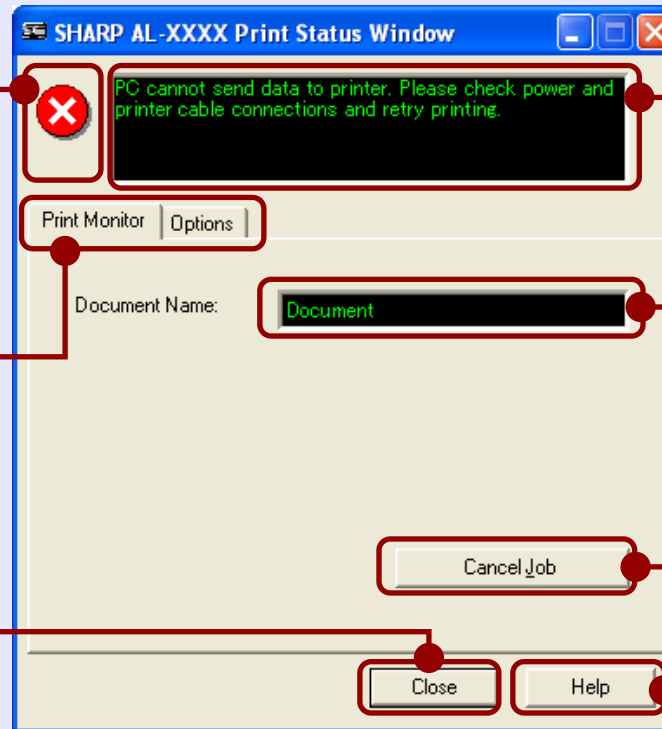 SHARP AL-XXXX Print Status Window
PC cannot send data to printer. Please check power and
printer cable connections and retry printing.
Print Monitor
Options
Document Name:
Document
Cancel Job
Close
Help